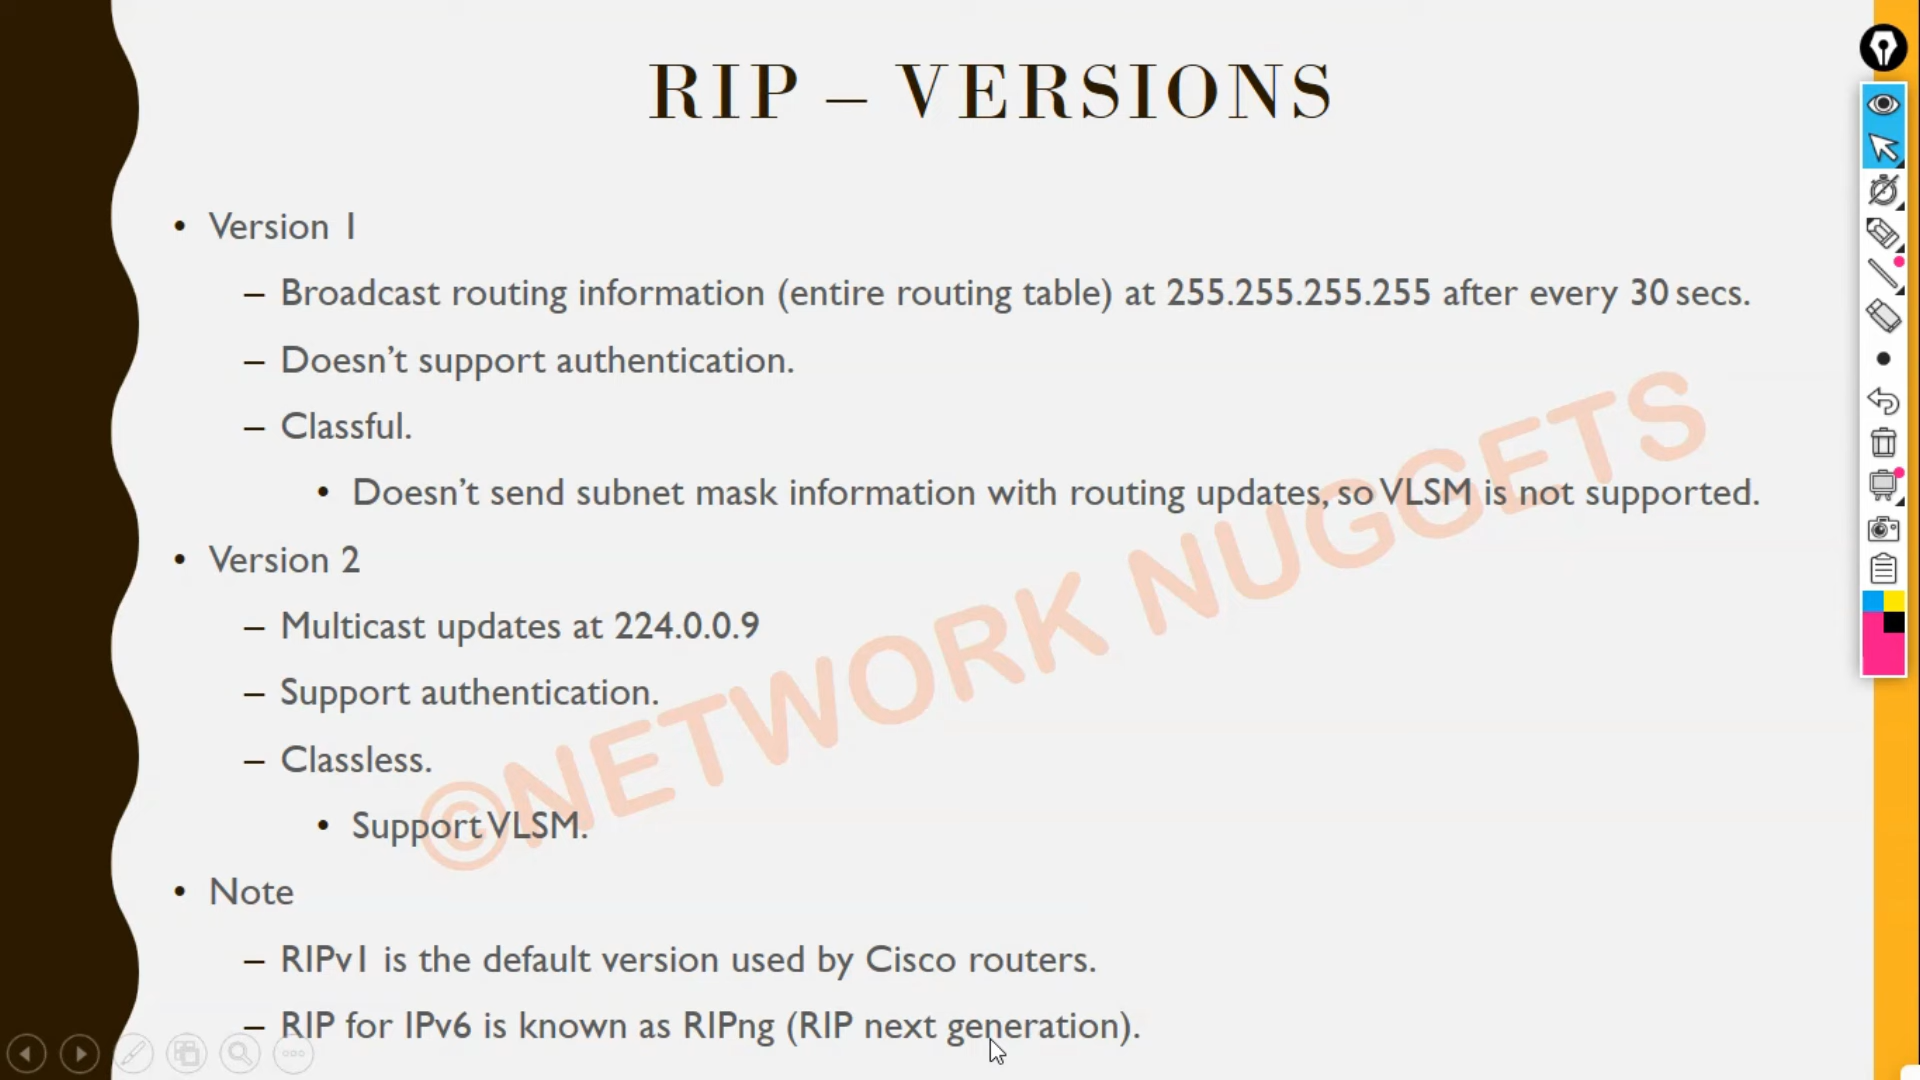 RIP – VERSIONS
• Version 1
– Broadcast routing information (entire routing table) at 255.255.255.255 after every 30 secs.
– Doesn’t support authentication.
– Classful.
• Doesn’t send subnet mask information with routing updates, so VLSM is not supported.
• Version 2
– Multicast updates at 224.0.0.9
– Support authentication.
– Classless.
• Support VLSM.
• Note
– RIPv1 is the default version used by Cisco routers.
– RIP for IPv6 is known as RIPng (RIP next generation).
©NETWORK NUGGETS